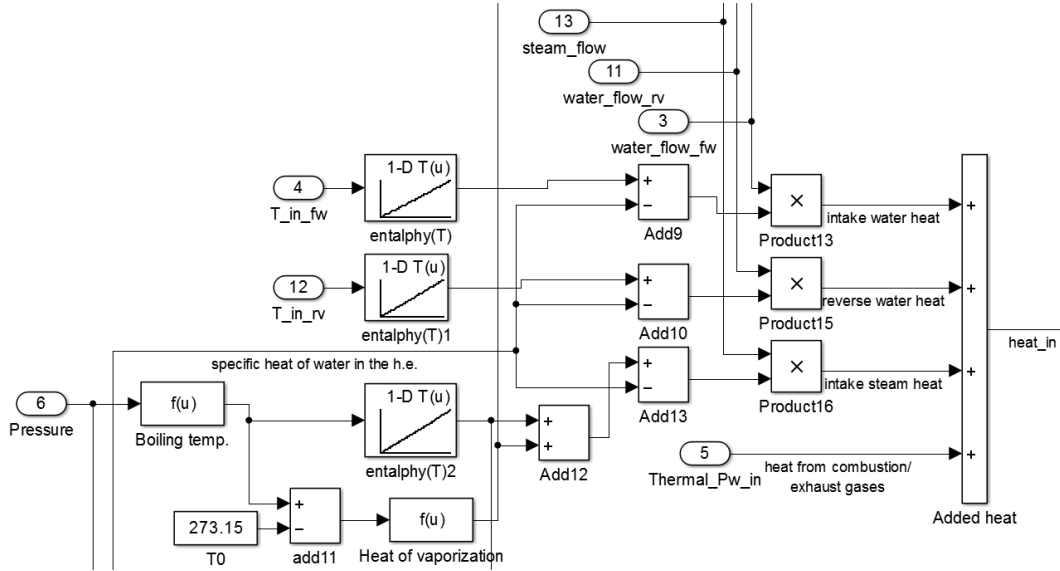 13
steam_flow
11
water_flow_rv
3
water_flow_fw
1-D T(u)
4
T_in_fw
entalphy(T)
+
−
Add9
×
Product13
intake water heat
+
1-D T(u)
12
T_in_rv
entalphy(T)1
+
−
Add10
×
Product15
reverse water heat
+
heat_in
specific heat of water in the h.e.
+
−
Add13
×
Product16
intake steam heat
+
6
Pressure
f(u)
Boiling temp.
1-D T(u)
entalphy(T)2
+
+
Add12
5
Thermal_Pw_in
heat from combustion/
exhaust gases
+
Added heat
273.15
T0
+
−
add11
f(u)
Heat of vaporization